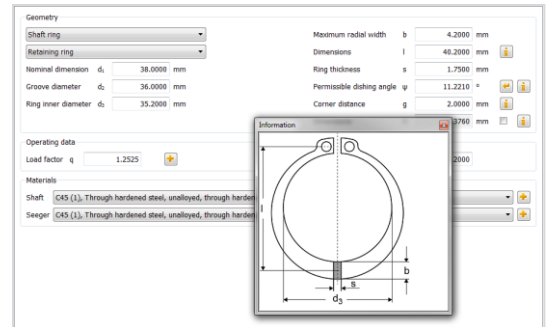 Geometry
Shaft ring Maximum radial width b 4.2000 mm
Retaining ring Dimensions l 40.2000 mm
Nominal dimension d₁ 38.0000 mm Ring thickness s 1.7500 mm
Groove diameter d₂ 36.0000 mm Permissible dishing angle ψ 11.2210 °
Ring inner diameter d₃ 35.2000 mm Corner distance g 2.0000 mm
Information
3760 mm
Operating data
Load factor q 1.2525
2000
Materials
Shaft C45 (1), Through hardened steel, unalloyed, through harden
Seeger C45 (1), Through hardened steel, unalloyed, through harden
l
b
s
d₃